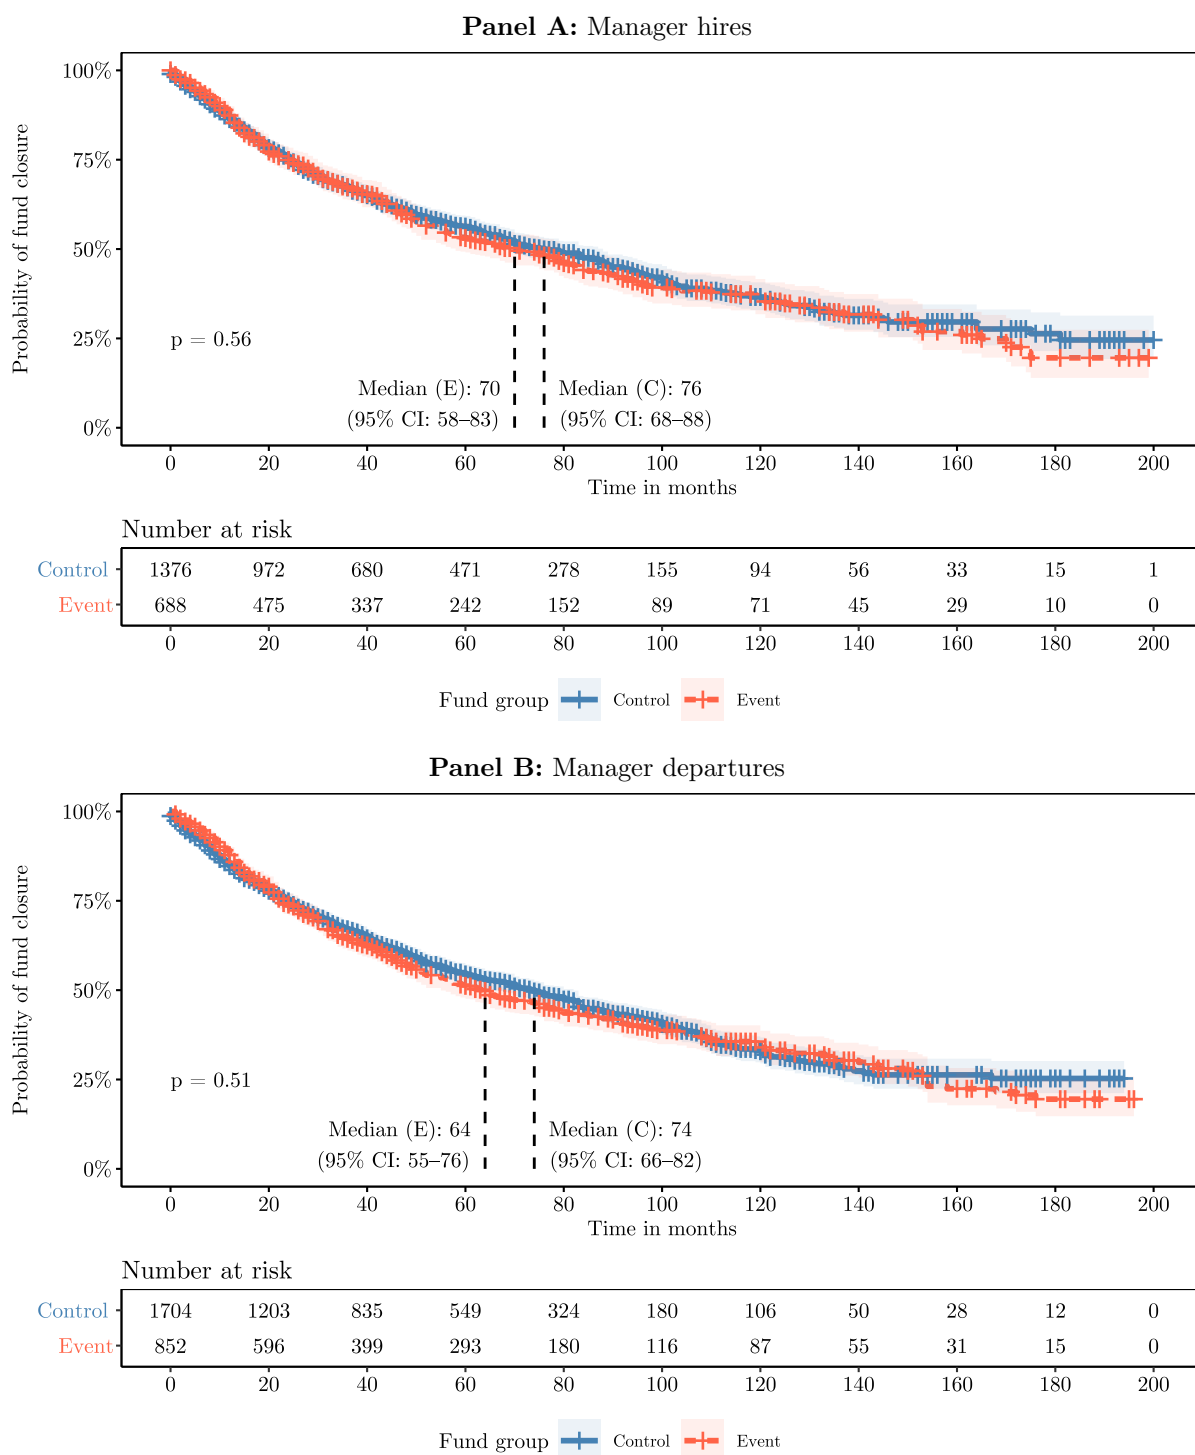 Panel A: Manager hires
Probability of fund closure
100%
75%
50%
25%
0%
p = 0.56
Median (E): 70
(95% CI: 58–83)
Median (C): 76
(95% CI: 68–88)
0 20 40 60 80 100 120 140 160 180 200
Time in months
Number at risk
Control 1376 972 680 471 278 155 94 56 33 15 1
Event 688 475 337 242 152 89 71 45 29 10 0
0 20 40 60 80 100 120 140 160 180 200
Fund group Control Event
Panel B: Manager departures
Probability of fund closure
100%
75%
50%
25%
0%
p = 0.51
Median (E): 64
(95% CI: 55–76)
Median (C): 74
(95% CI: 66–82)
0 20 40 60 80 100 120 140 160 180 200
Time in months
Number at risk
Control 1704 1203 835 549 324 180 106 50 28 12 0
Event 852 596 399 293 180 116 87 55 31 15 0
0 20 40 60 80 100 120 140 160 180 200
Fund group Control Event